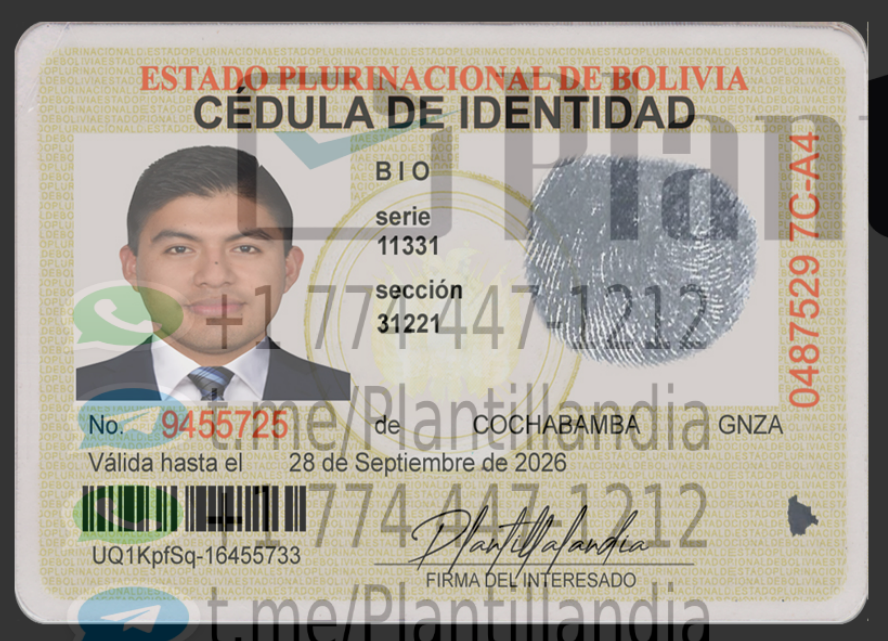 ESTADO PLURINACIONAL DE BOLIVIA
CÉDULA DE IDENTIDAD
Plan
BIO
serie
11331
sección
31221
0487529 7C-A4
+1 774 447-1212
No. 9455725 de COCHABAMBA GNZA
t.me/Plantillandia
Válida hasta el 28 de Septiembre de 2026
+1 774 447-1212
UQ1KpfSq-16455733
Plantillalandia
FIRMA DEL INTERESADO
t.me/Plantillandia